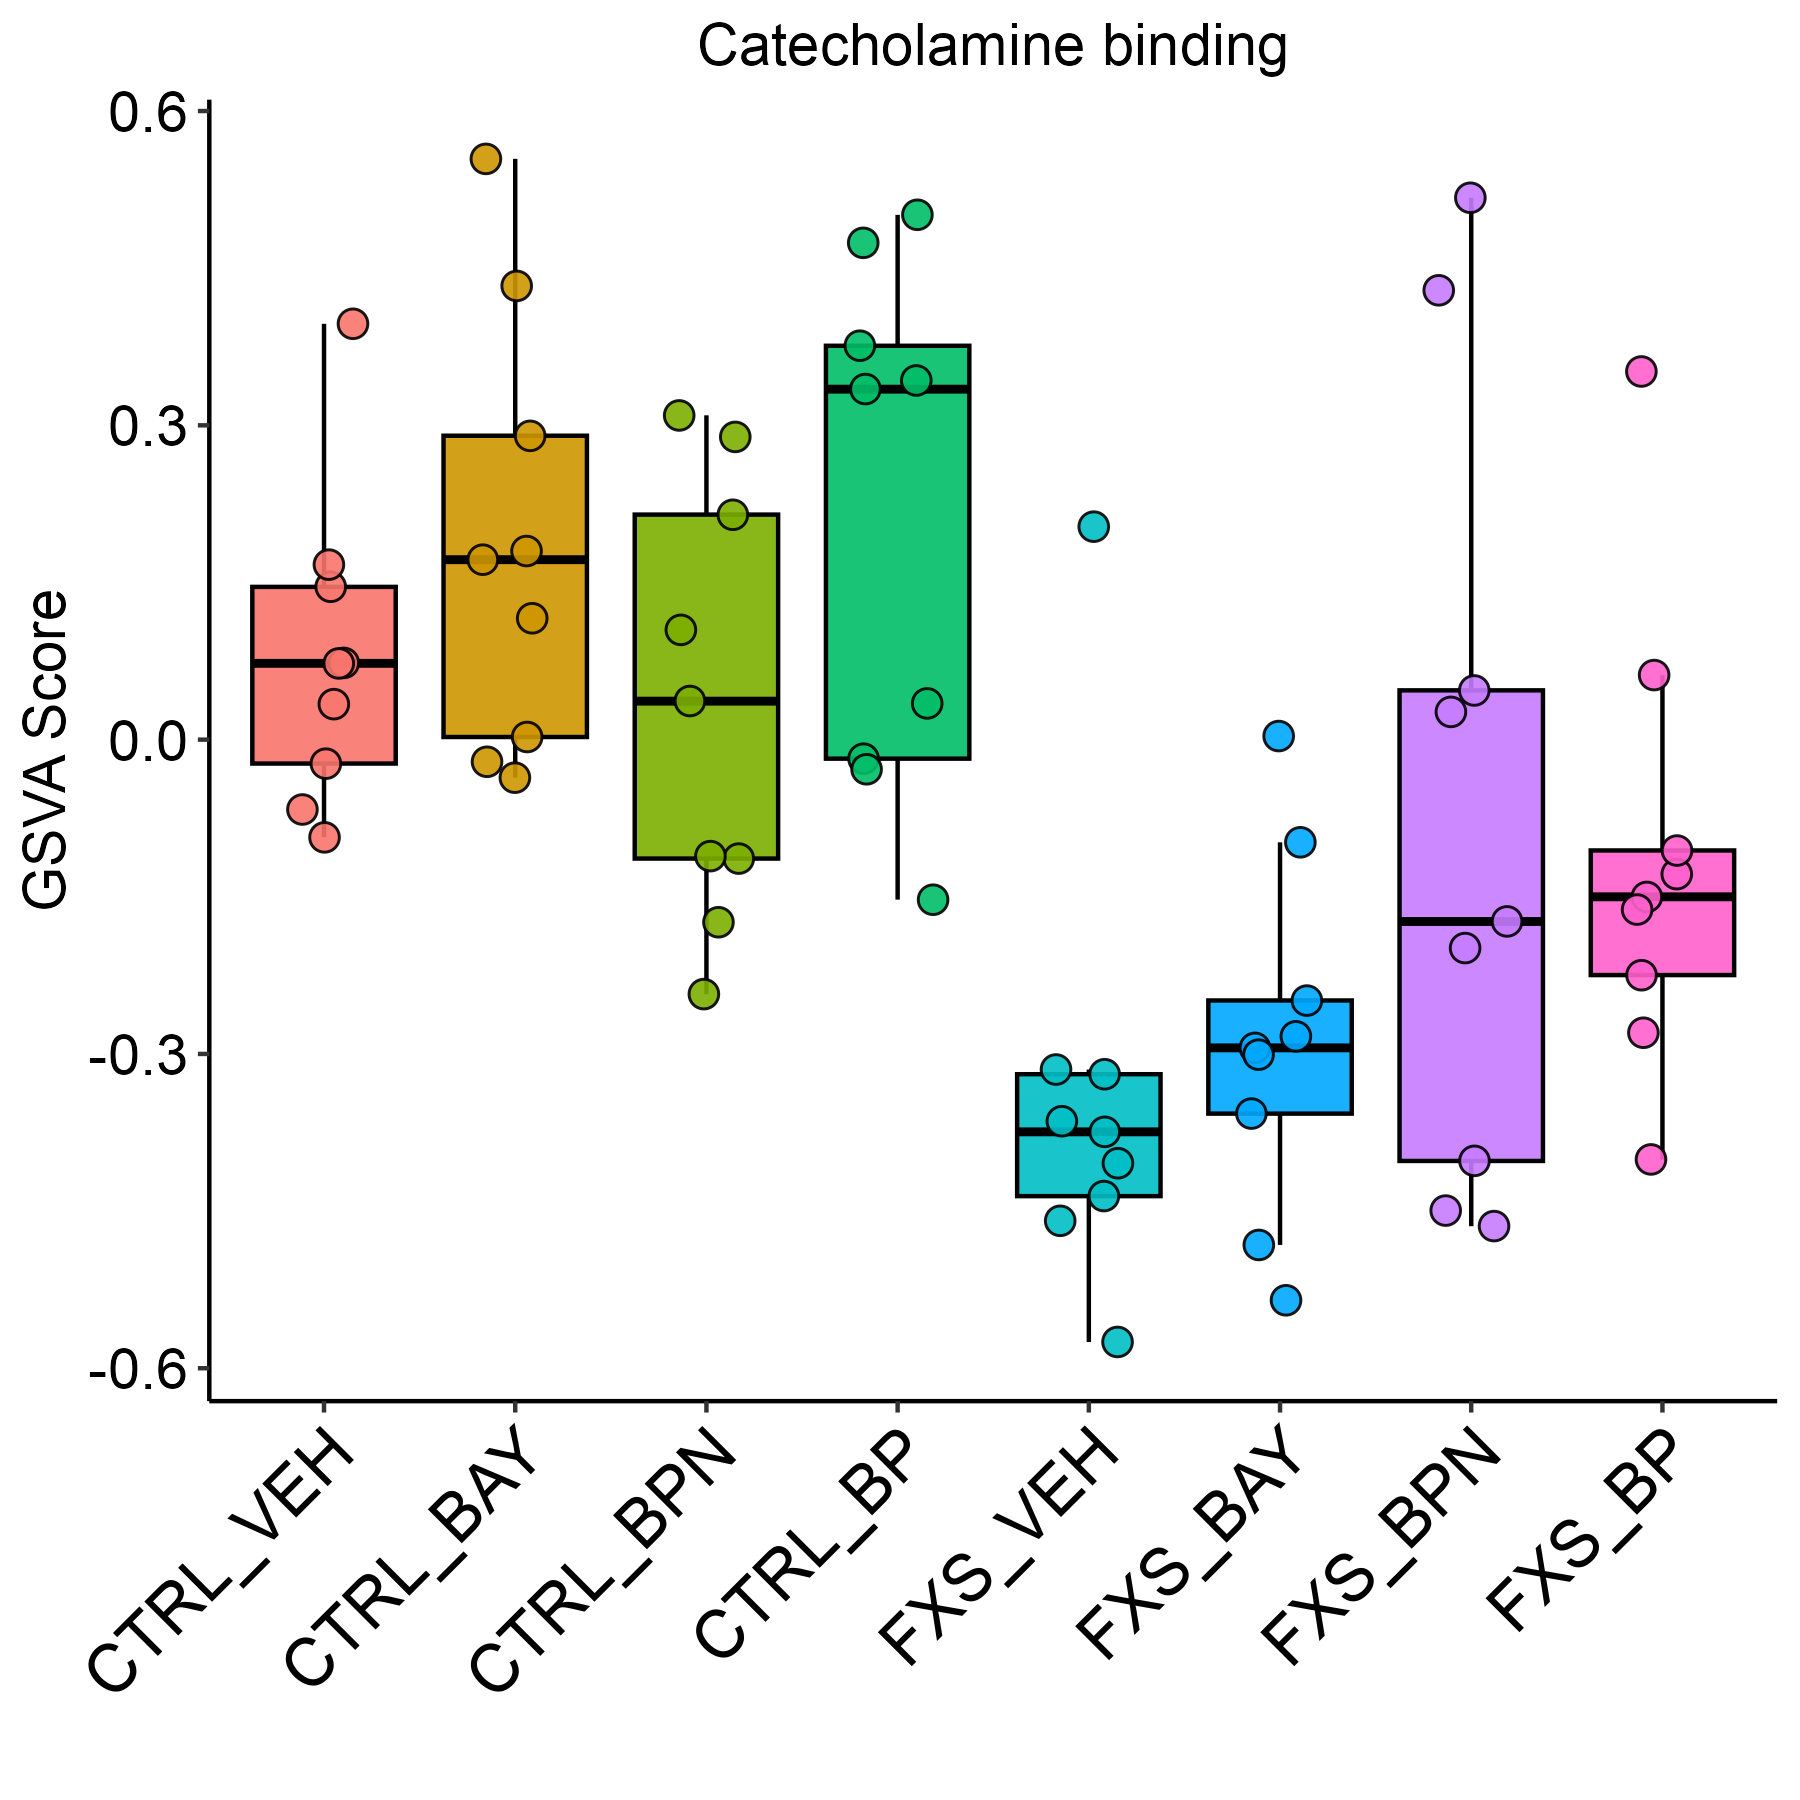 Catecholamine binding
GSVA Score
0.6
0.3
0.0
-0.3
-0.6
CTRL_VEH
CTRL_BAY
CTRL_BPN
CTRL_BP
FXS_VEH
FXS_BAY
FXS_BPN
FXS_BP